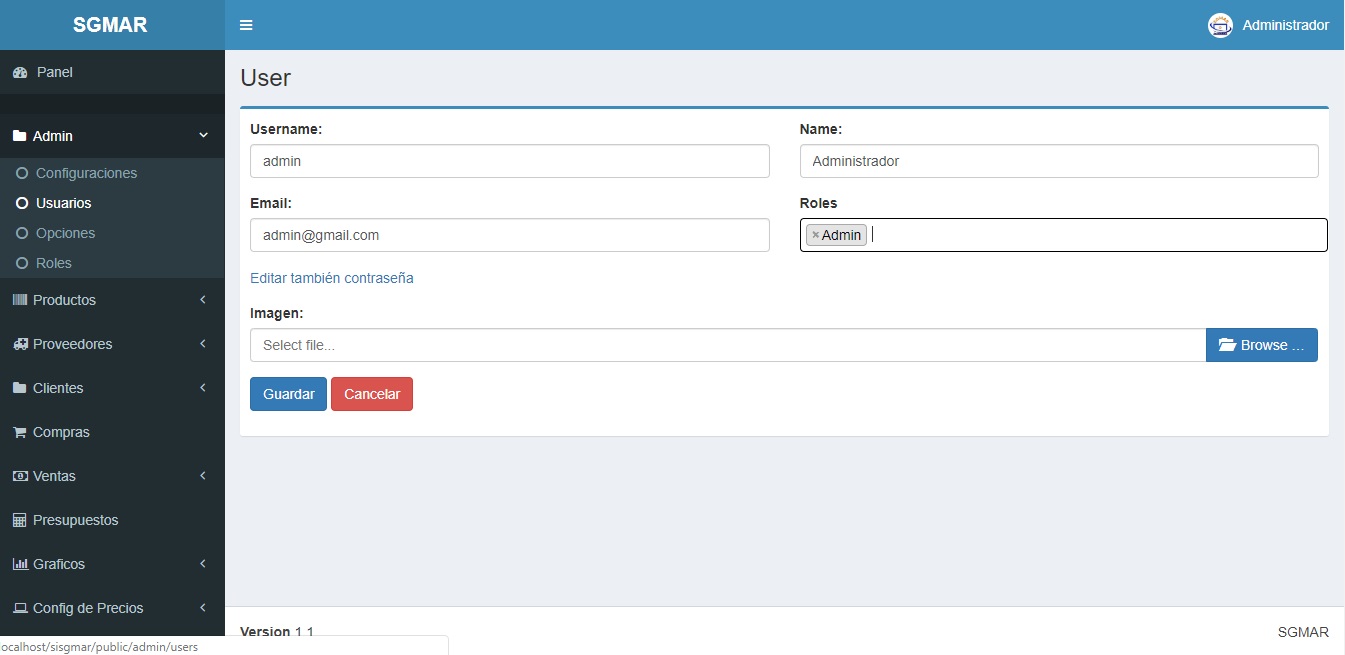 SGMAR
Administrador
Panel
Admin
Configuraciones
Usuarios
Opciones
Roles
Productos
Proveedores
Clientes
Compras
Ventas
Presupuestos
Graficos
Config de Precios
User
Username:
admin
Name:
Administrador
Email:
admin@gmail.com
Roles
× Admin
Editar también contraseña
Imagen:
Select file...
Browse ...
Guardar
Cancelar
Version 1.1
SGMAR
ocalhost/sisgmar/public/admin/users